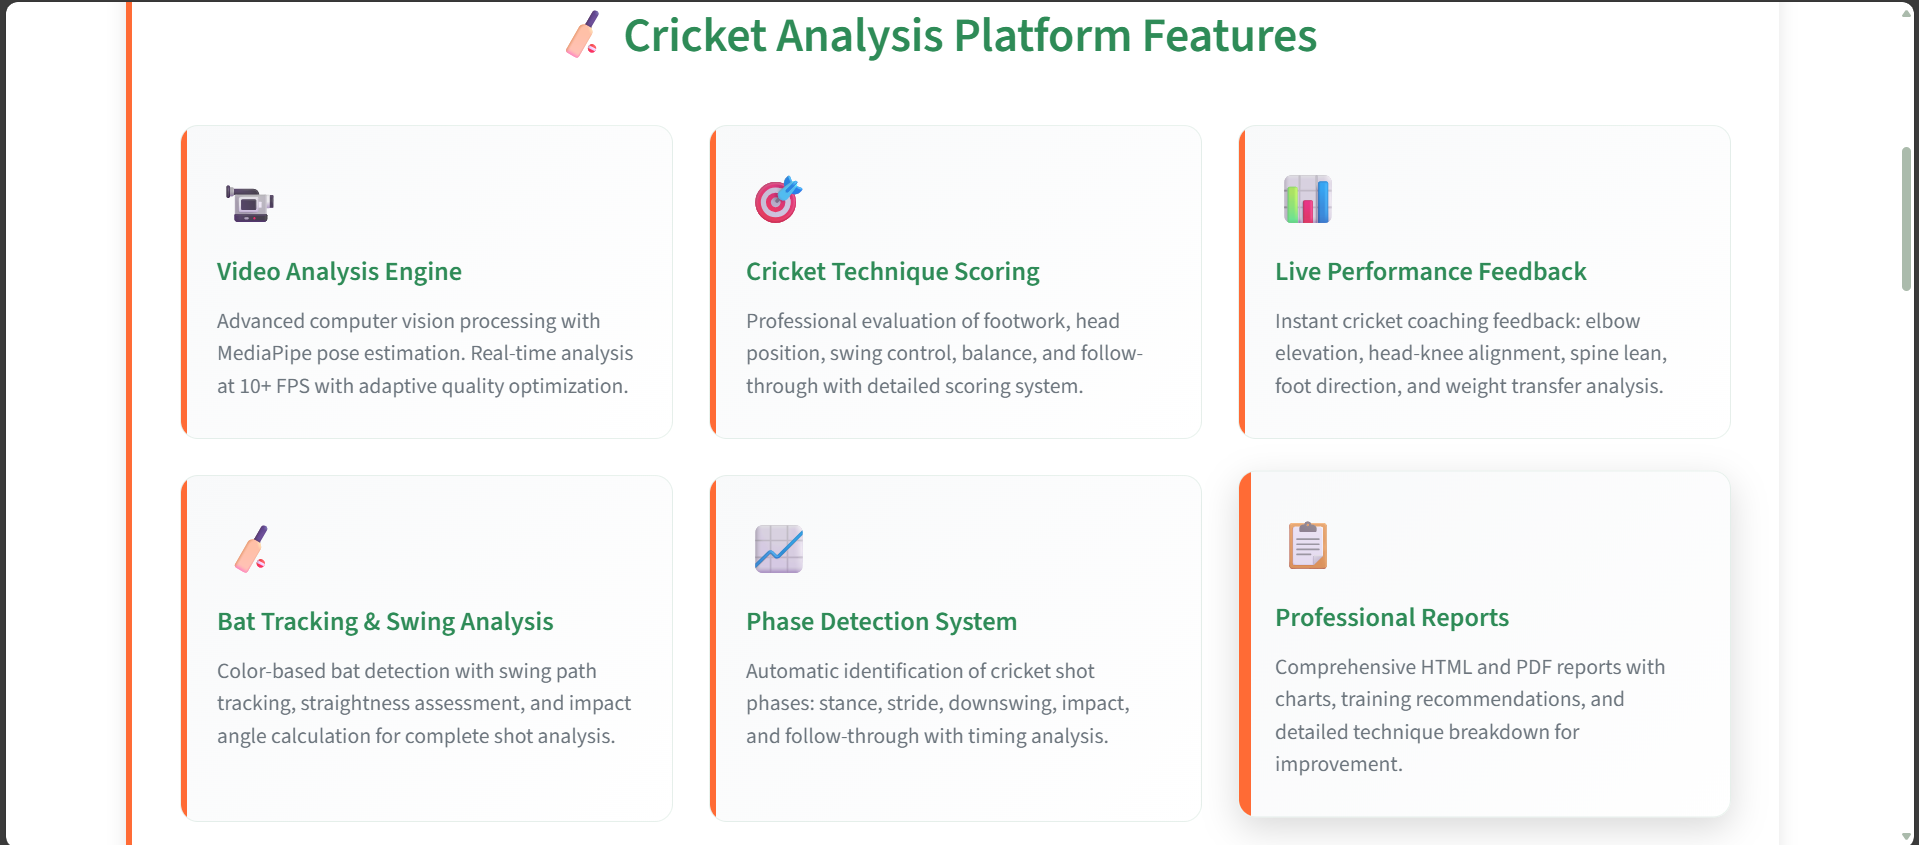 Cricket Analysis Platform Features
Video Analysis Engine
Advanced computer vision processing with
MediaPipe pose estimation. Real-time analysis
at 10+ FPS with adaptive quality optimization.
Cricket Technique Scoring
Professional evaluation of footwork, head
position, swing control, balance, and follow-
through with detailed scoring system.
Live Performance Feedback
Instant cricket coaching feedback: elbow
elevation, head-knee alignment, spine lean,
foot direction, and weight transfer analysis.
Bat Tracking & Swing Analysis
Color-based bat detection with swing path
tracking, straightness assessment, and impact
angle calculation for complete shot analysis.
Phase Detection System
Automatic identification of cricket shot
phases: stance, stride, downswing, impact,
and follow-through with timing analysis.
Professional Reports
Comprehensive HTML and PDF reports with
charts, training recommendations, and
detailed technique breakdown for
improvement.